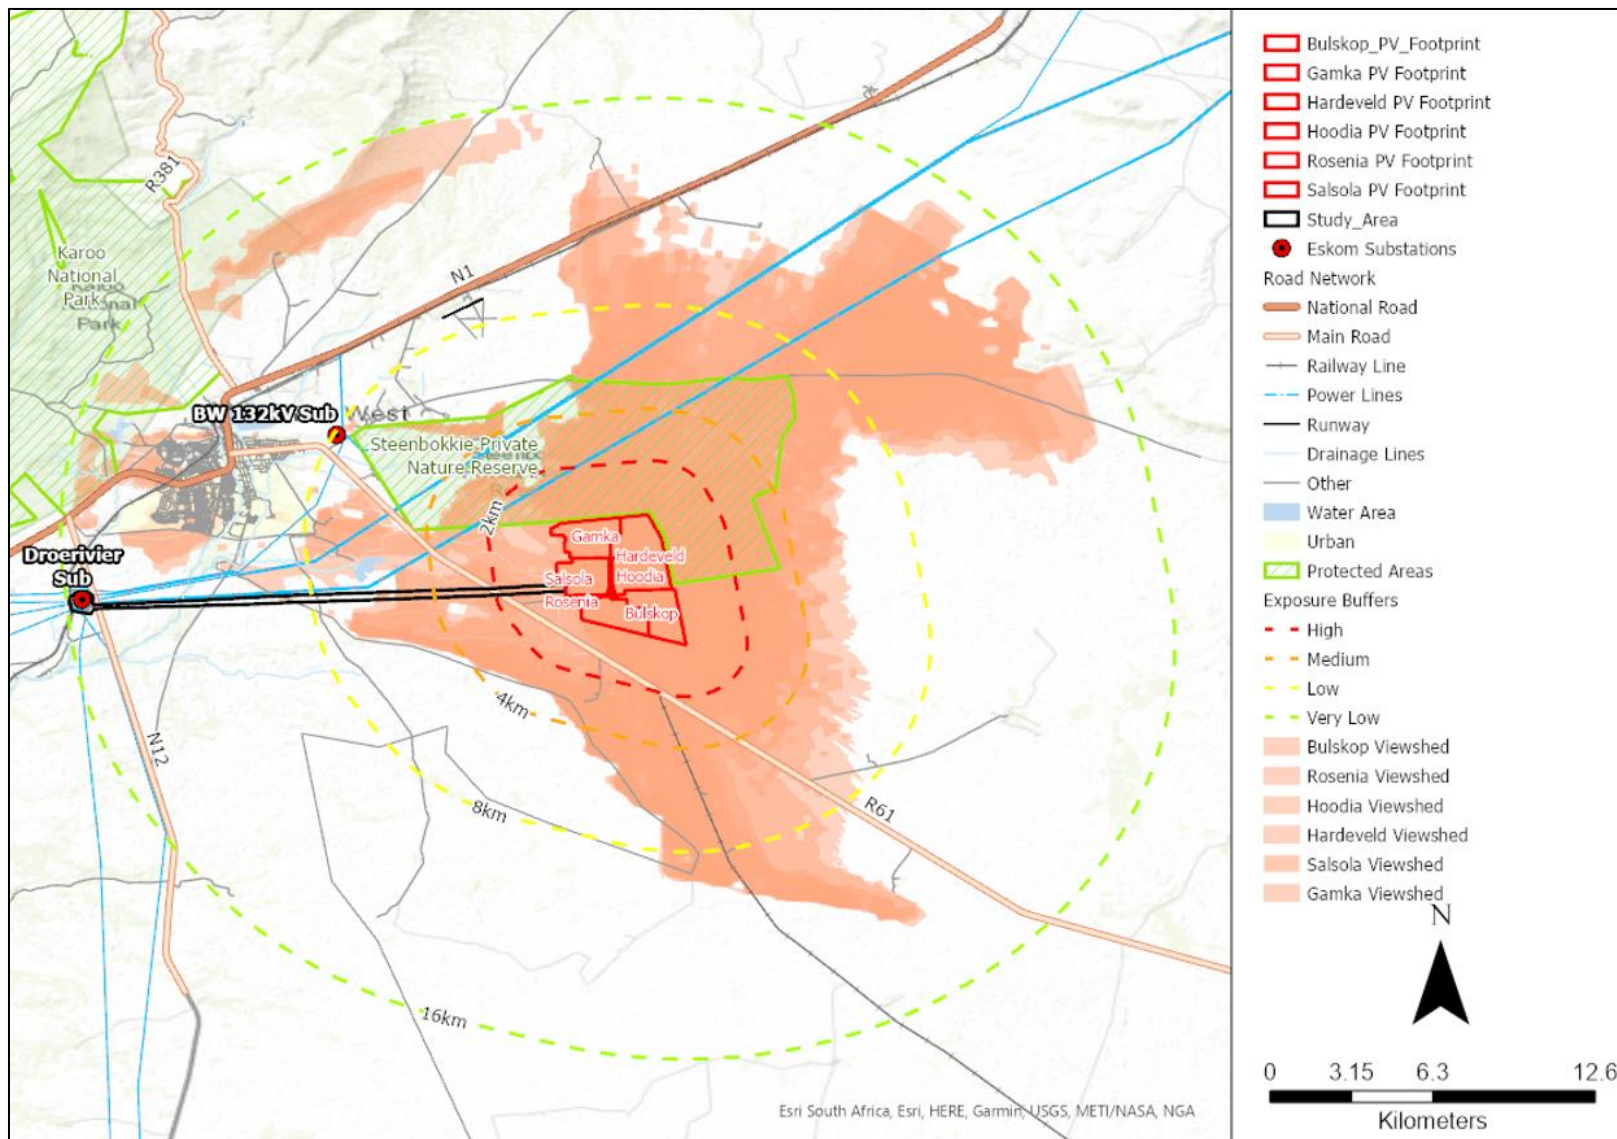 R381
Karoo
National
Park
Karoo
National
Park
N1
BW 132kV Sub
West
Steenbokkie Private
Nature Reserve
2km
Gamka
Hardeveld
Salsola
Hoodia
Rosenia
Bulskop
Droerivier
Sub
4km
N12
8km
R61
16km
Esri South Africa, Esri, HERE, Garmin, USGS, METI/NASA, NGA
Bulskop_PV_Footprint
Gamka PV Footprint
Hardeveld PV Footprint
Hoodia PV Footprint
Rosenia PV Footprint
Salsola PV Footprint
Study_Area
Eskom Substations
Road Network
National Road
Main Road
Railway Line
Power Lines
Runway
Drainage Lines
Other
Water Area
Urban
Protected Areas
Exposure Buffers
High
Medium
Low
Very Low
Bulskop Viewshed
Rosenia Viewshed
Hoodia Viewshed
Hardeveld Viewshed
Salsola Viewshed
Gamka Viewshed
N
0 3.15 6.3 12.6
Kilometers